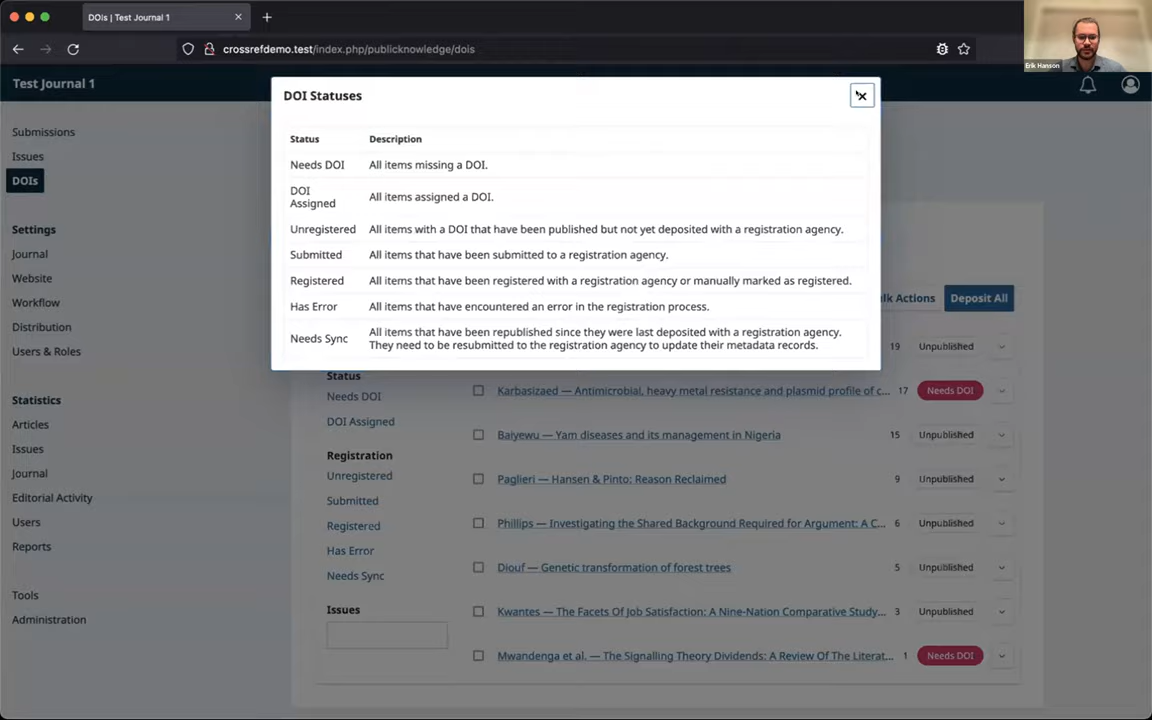 DOIs | Test Journal 1
crossrefdemo.test/index.php/publicknowledge/dois
Erik Hanson
Test Journal 1
Submissions
Issues
DOIs
Settings
Journal
Website
Workflow
Distribution
Users & Roles
Statistics
Articles
Issues
Journal
Editorial Activity
Users
Reports
Tools
Administration
DOI Statuses
Status Description
Needs DOI All items missing a DOI.
DOI
Assigned All items assigned a DOI.
Unregistered All items with a DOI that have been published but not yet deposited with a registration agency.
Submitted All items that have been submitted to a registration agency.
Registered All items that have been registered with a registration agency or manually marked as registered.
Has Error All items that have encountered an error in the registration process.
Needs Sync All items that have been republished since they were last deposited with a registration agency.
They need to be resubmitted to the registration agency to update their metadata records.
Actions Deposit All
Status
Needs DOI
DOI Assigned
Registration
Unregistered
Submitted
Registered
Has Error
Needs Sync
Issues
19 Unpublished
Karbasizaed — Antimicrobial, heavy metal resistance and plasmid profile of c... 17 Needs DOI
Baiyewu — Yam diseases and its management in Nigeria 15 Unpublished
Paglieri — Hansen & Pinto: Reason Reclaimed 9 Unpublished
Phillips — Investigating the Shared Background Required for Argument: A C... 6 Unpublished
Diouf — Genetic transformation of forest trees 5 Unpublished
Kwantes — The Facets Of Job Satisfaction: A Nine-Nation Comparative Study... 3 Unpublished
Mwandenga et al. — The Signalling Theory Dividends: A Review Of The Literat... 1 Needs DOI